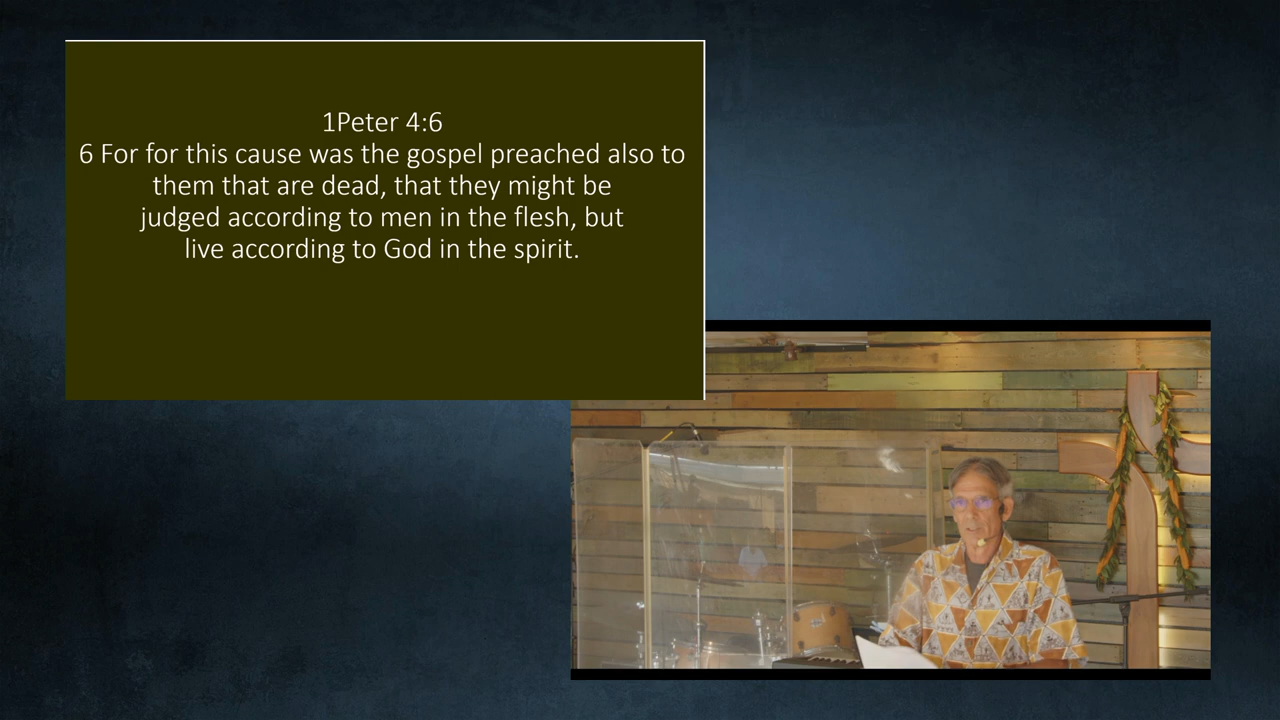 1Peter 4:6
6 For for this cause was the gospel preached also to
them that are dead, that they might be
judged according to men in the flesh, but
live according to God in the spirit.